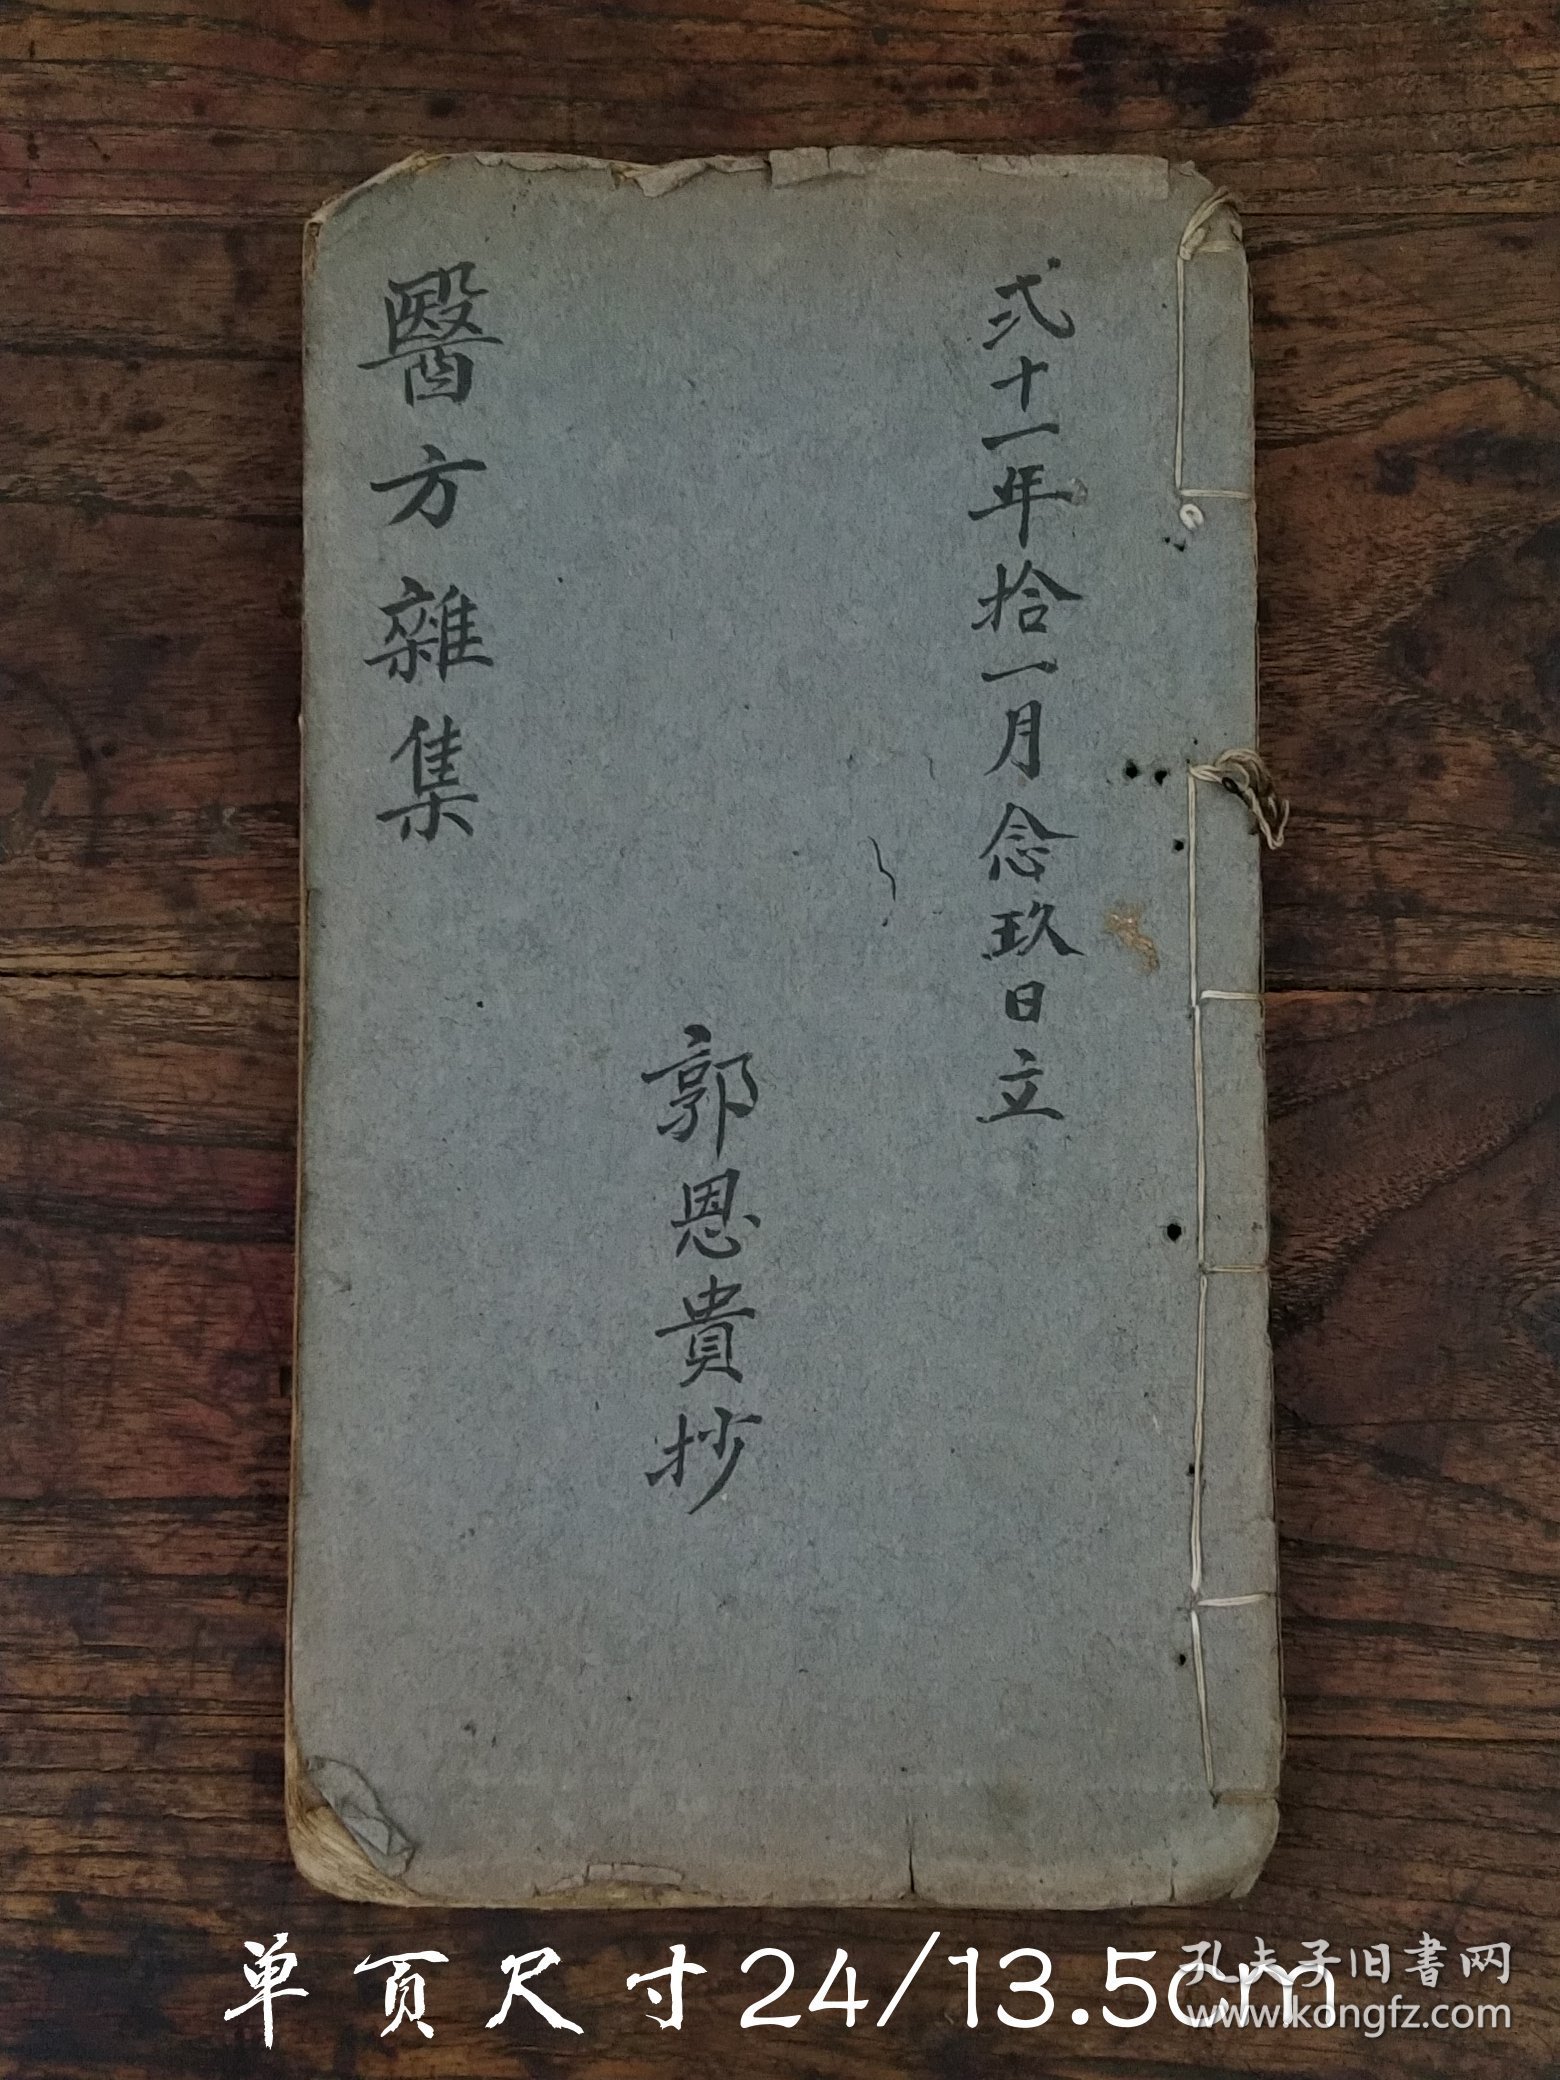 弍十一年拾一月念玖日立
郭恩貴抄
醫方雜集
单页尺寸24/13.5cm
孔夫子旧书网
www.kongfz.com